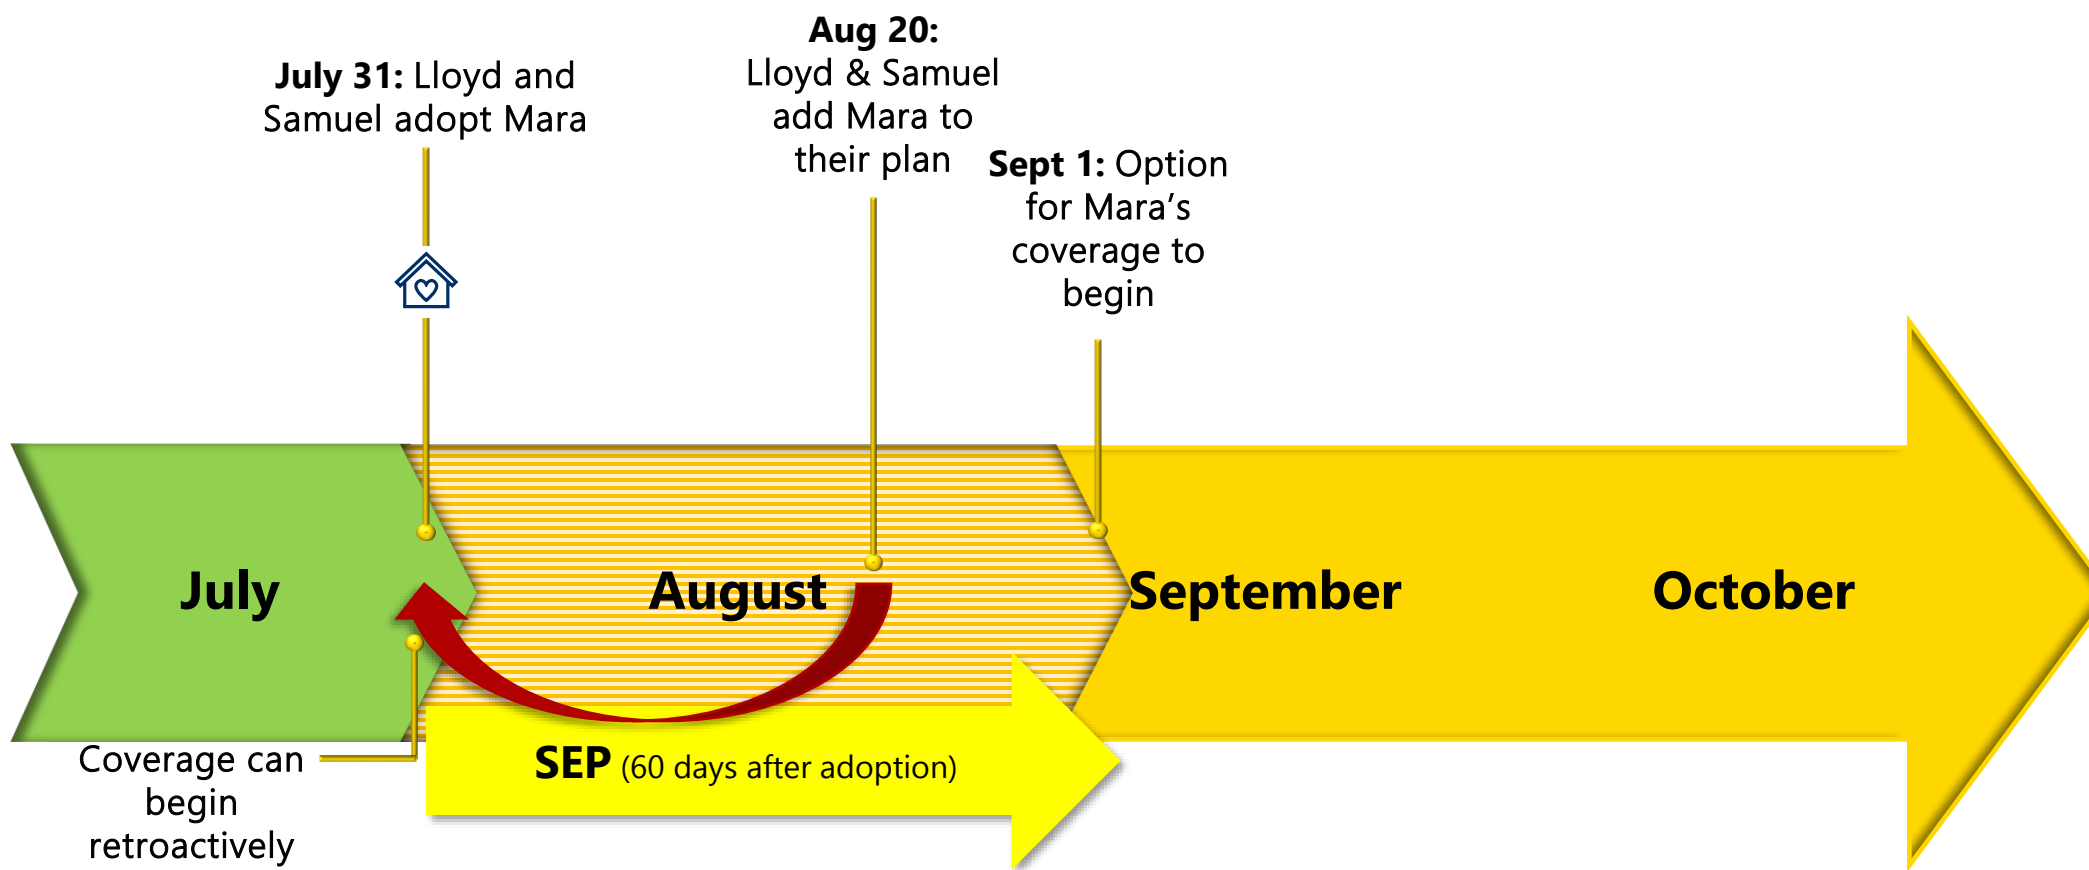 July 31: Lloyd and
Samuel adopt Mara
Aug 20:
Lloyd & Samuel
add Mara to
their plan
Sept 1: Option
for Mara’s
coverage to
begin
July
August
September
October
Coverage can
begin
retroactively
SEP (60 days after adoption)